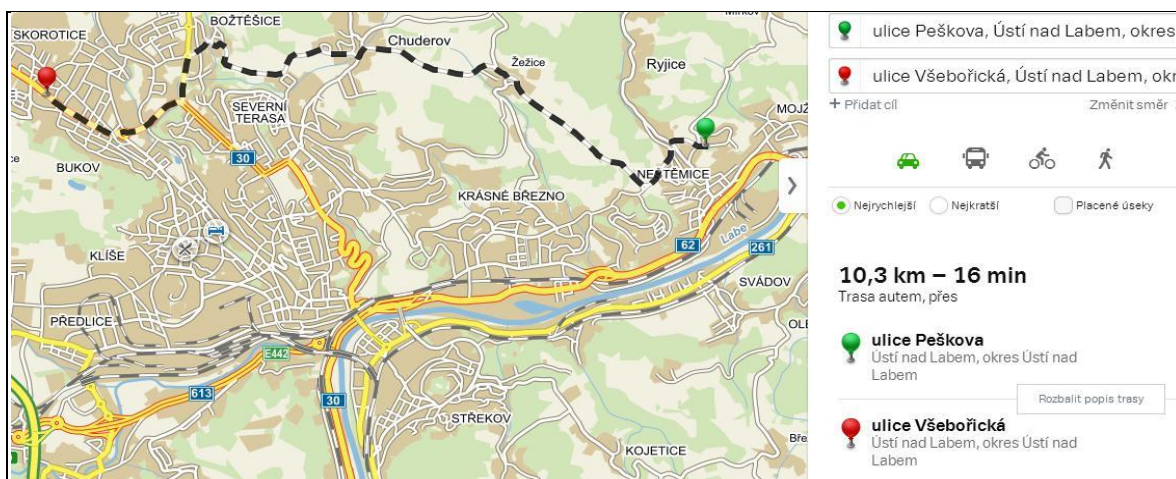 SKOROTICE
BOŽTĚŠICE
Chuderov
Žežice
Ryjice
MOJŽ
SEVERNÍ
TERASA
30
BUKOV
NEŠTĚMICE
KRÁSNÉ BŘEZNO
KLÍŠE
Labe
62
261
SVÁDOV
PŘEDLICE
E442
613
30
STŘEKOV
KOJETICE
ulice Peškova, Ústí nad Labem, okres
ulice Všebořická, Ústí nad Labem, okr
+ Přidat cíl
Změnit směr
Nejrychlejší
Nejkratší
Placené úseky
10,3 km – 16 min
Trasa autem, přes
ulice Peškova
Ústí nad Labem, okres Ústí nad
Labem
Rozbalit popis trasy
ulice Všebořická
Ústí nad Labem, okres Ústí nad
Labem